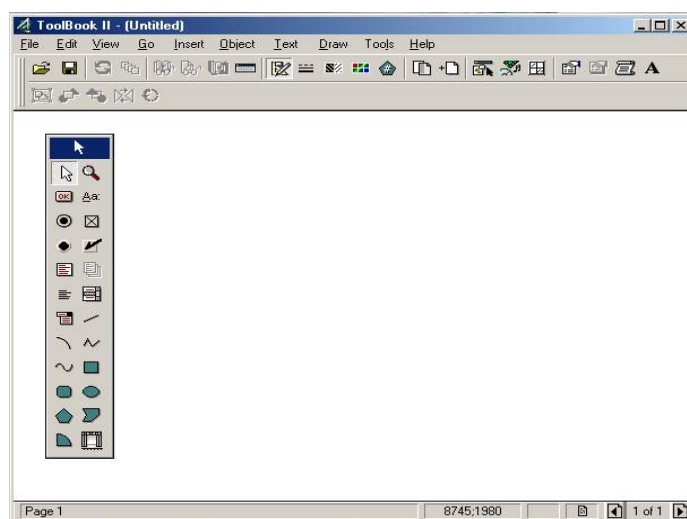 ToolBook II - (Untitled)
File Edit View Go Insert Object Text Draw Tools Help
A
OK Aa:
Page 1 8745;1980 1 of 1